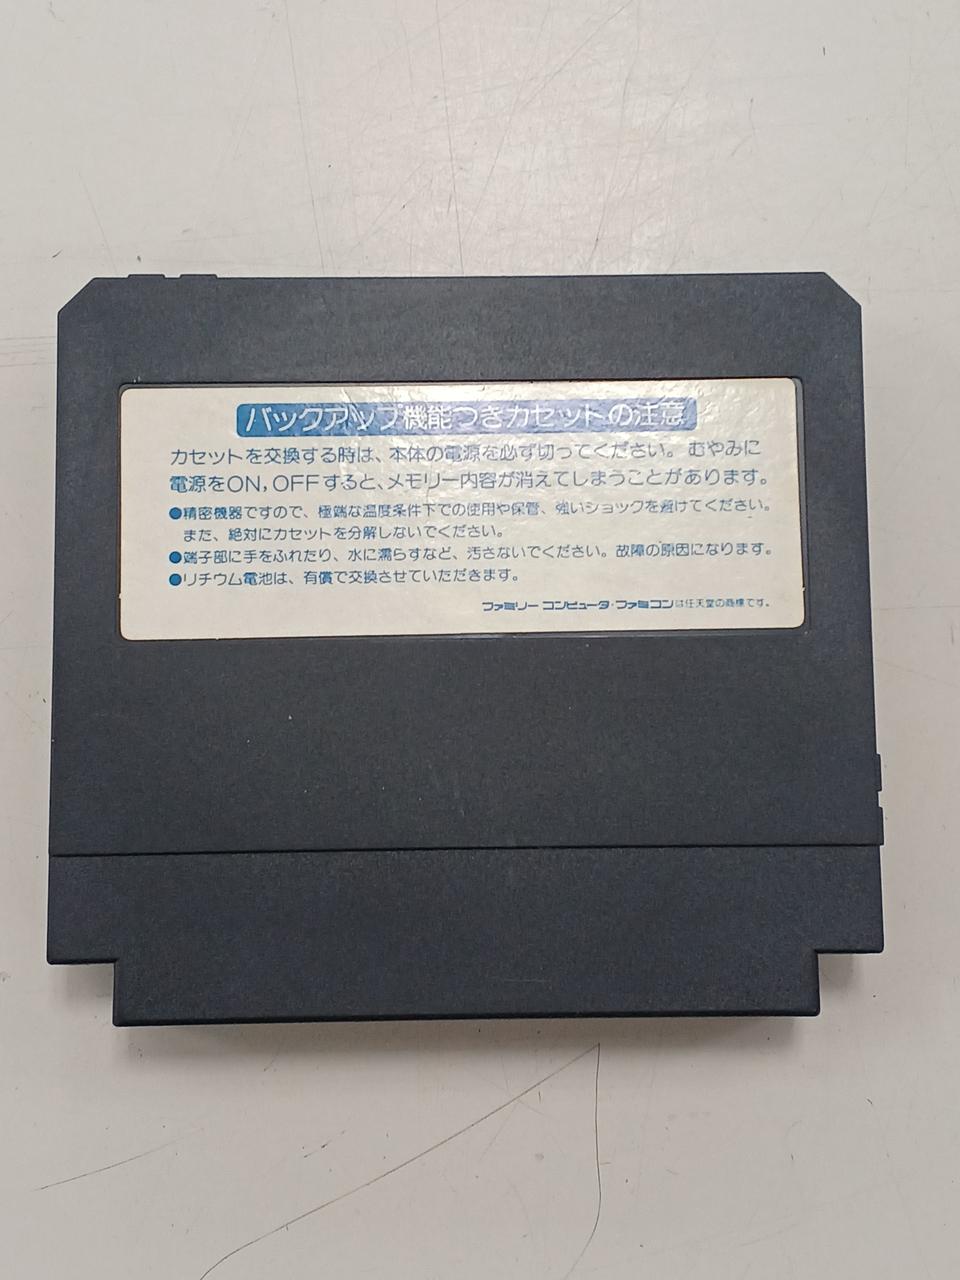 バックアップ機能つきカセットの注意
カセットを交換する時は、本体の電源を必ず切ってください。むやみに
電源をON,OFFすると、メモリー内容が消えてしまうことがあります。
●精密機器ですので、極端な温度条件下での使用や保管、強いショックを避けてください。
また、絶対にカセットを分解しないでください。
●端子部に手をふれたり、水に濡らすなど、汚さないでください。故障の原因になります。
●リチウム電池は、有償で交換させていただきます。
ファミリーコンピュータ・ファミコンは任天堂の商標です。